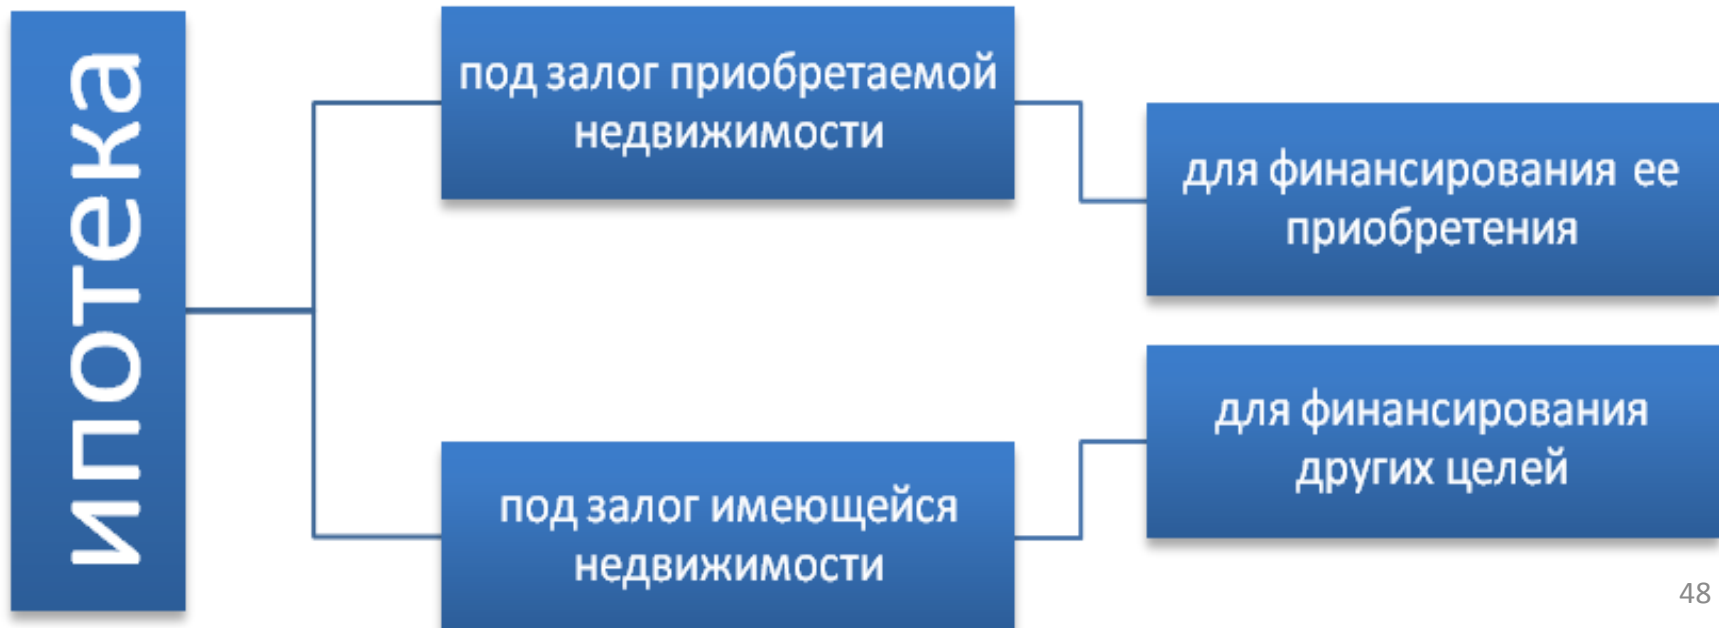 ипотека
под залог приобретаемой
недвижимости
для финансирования ее
приобретения
под залог имеющейся
недвижимости
для финансирования
других целей
48